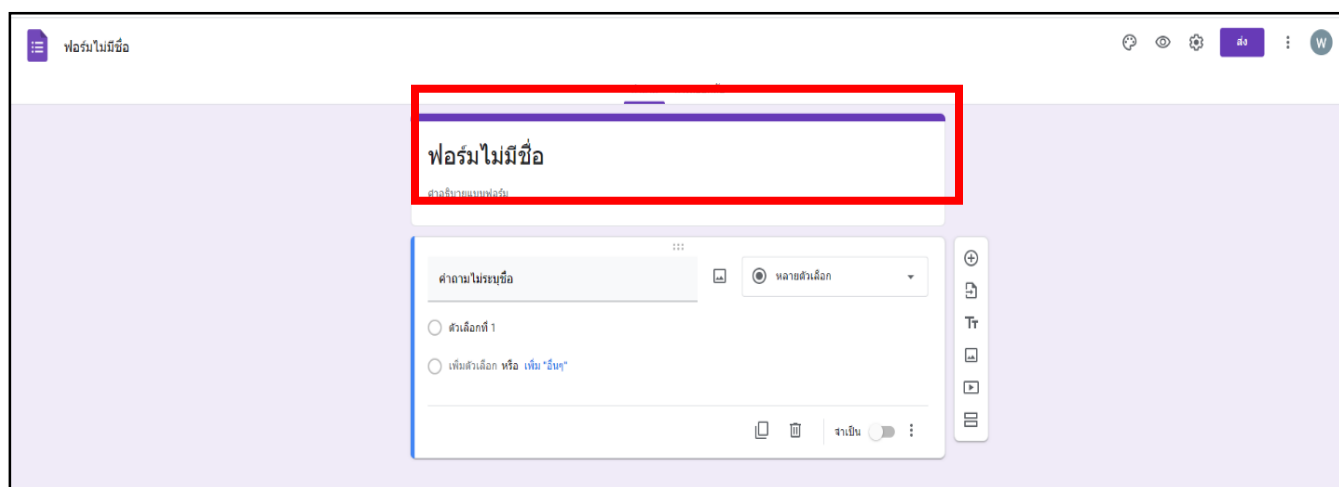 ฟอร์มไม่มีชื่อ
ส่ง
W
ฟอร์มไม่มีชื่อ
คำอธิบายแบบฟอร์ม
คำถามไม่ระบุชื่อ
หลายตัวเลือก
ตัวเลือกที่ 1
เพิ่มตัวเลือก หรือ เพิ่ม "อื่นๆ"
จำเป็น